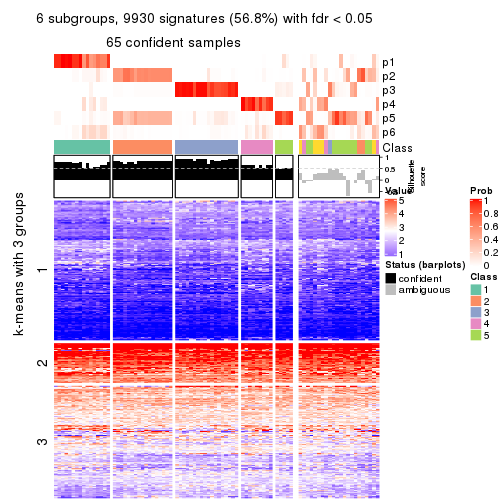 6 subgroups, 9930 signatures (56.8%) with fdr < 0.05
65 confident samples
p1
p2
p3
p4
p5
p6
Class
1
0.5
0
Silhouette
score
k-means with 3 groups
1
2
3
Value
5
4
3
2
1
Status (barplots)
confident
ambiguous
Prob
1
0.8
0.6
0.4
0.2
0
Class
1
2
3
4
5